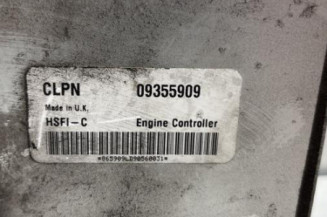 CLPN 09355909
Made in U.K.
HSFI-C Engine Controller